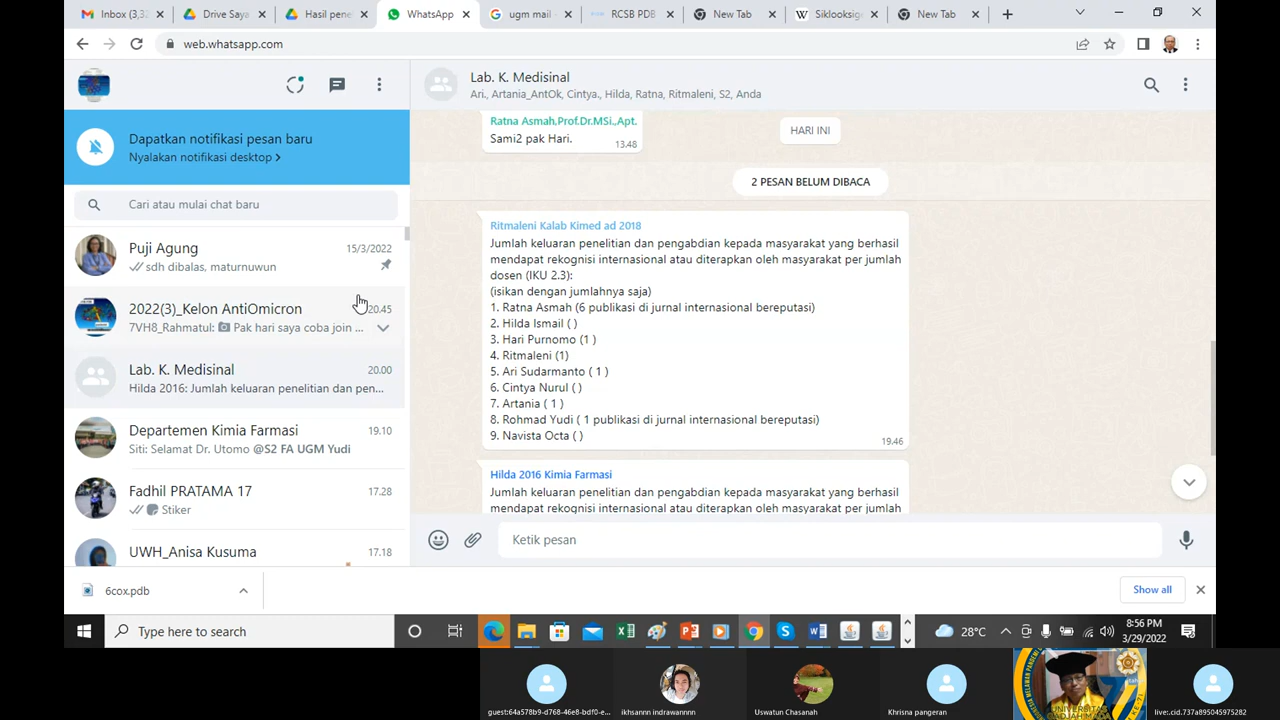 Inbox (3,32
Drive Saya
Hasil pene
WhatsApp
ugm mail
RCSB PDB
New Tab
Siklooksig
New Tab
web.whatsapp.com
Lab. K. Medisinal
Ari., Artania_AntOk, Cintya., Hilda, Ratna, Ritmaleni, S2, Anda
Dapatkan notifikasi pesan baru
Nyalakan notifikasi desktop >
Cari atau mulai chat baru
Puji Agung
15/3/2022
sdh dibalas, maturnuwun
2022(3)_Kelon AntiOmicron
20.45
7VH8_Rahmatul: Pak hari saya coba join ...
Lab. K. Medisinal
20.00
Hilda 2016: Jumlah keluaran penelitian dan pen...
Departemen Kimia Farmasi
19.10
Siti: Selamat Dr. Utomo @S2 FA UGM Yudi
Fadhil PRATAMA 17
17.28
Stiker
UWH_Anisa Kusuma
17.18
Ratna Asmah,Prof.Dr.MSi.,Apt.
Sami2 pak Hari.
13.48
HARI INI
2 PESAN BELUM DIBACA
Ritmaleni Kalab Kimed ad 2018
Jumlah keluaran penelitian dan pengabdian kepada masyarakat yang berhasil
mendapat rekognisi internasional atau diterapkan oleh masyarakat per jumlah
dosen (IKU 2.3):
(isikan dengan jumlahnya saja)
1. Ratna Asmah (6 publikasi di jurnal internasional bereputasi)
2. Hilda Ismail ( )
3. Hari Purnomo (1 )
4. Ritmaleni (1)
5. Ari Sudarmanto ( 1 )
6. Cintya Nurul ( )
7. Artania ( 1 )
8. Rohmad Yudi ( 1 publikasi di jurnal internasional bereputasi)
9. Navista Octa ( )
19.46
Hilda 2016 Kimia Farmasi
Jumlah keluaran penelitian dan pengabdian kepada masyarakat yang berhasil
mendapat rekognisi internasional atau diterapkan oleh masyarakat per jumlah
Ketik pesan
6cox.pdb
Show all
Type here to search
28°C
8:56 PM
3/29/2022
guest:604858b9-d768-46e8-bdf0-e...
ikhsannn indrawannnn
Uswatun Chasanah
Khrisna pangeran
live:.cid.737a895045975282